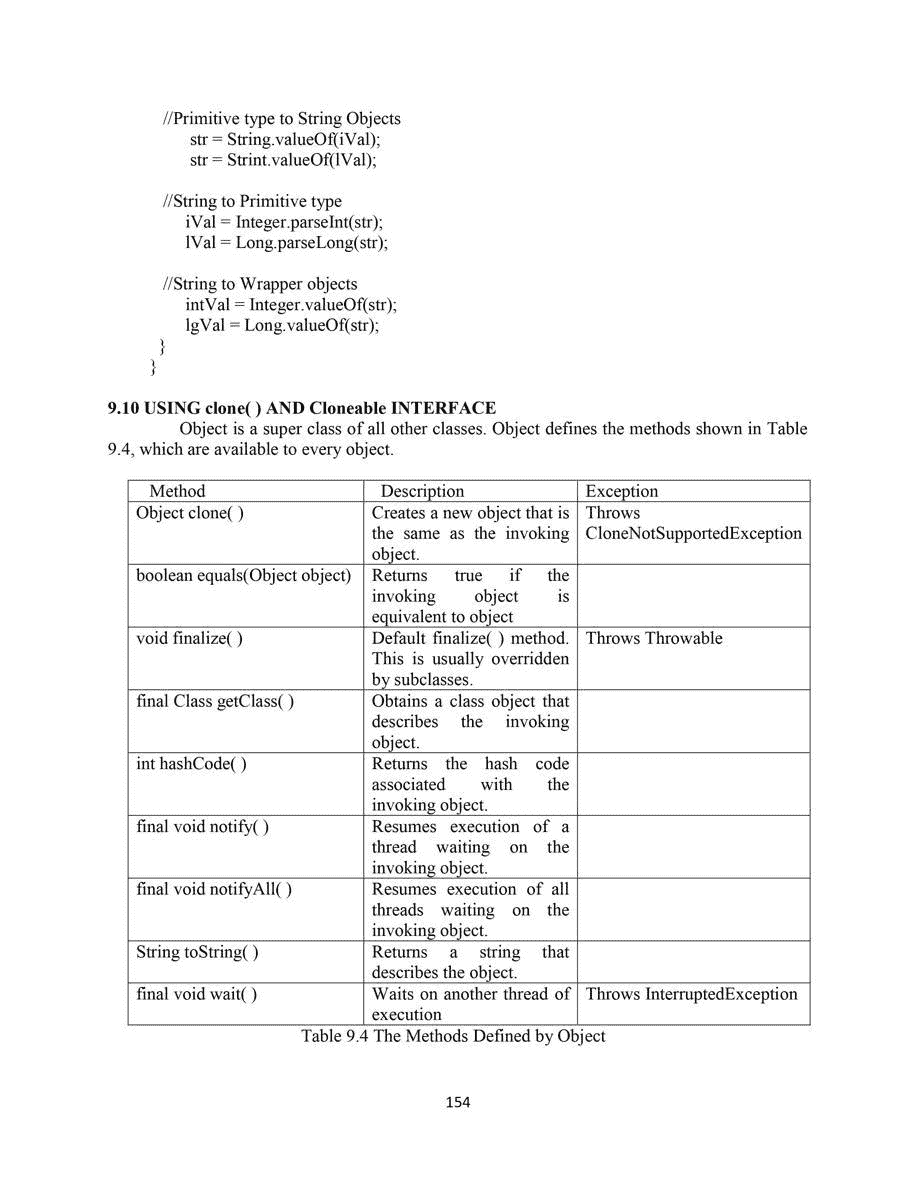 //Primitive type to String Objects
str = String.valueOf(iVal);
str = Strint.valueOf(lVal);
//String to Primitive type
iVal = Integer.parseInt(str);
lVal = Long.parseLong(str);
//String to Wrapper objects
intVal = Integer.valueOf(str);
lgVal = Long.valueOf(str);
}
}
9.10 USING clone( ) AND Cloneable INTERFACE
Object is a super class of all other classes. Object defines the methods shown in Table
9.4, which are available to every object.
Method Description Exception
Object clone( ) Creates a new object that is Throws
the same as the invoking CloneNotSupportedException
object.
boolean equals(Object object) Returns true if the
invoking object is
equivalent to object
void finalize( ) Default finalize( ) method. Throws Throwable
This is usually overridden
by subclasses.
final Class getClass( ) Obtains a class object that
describes the invoking
object.
int hashCode( ) Returns the hash code
associated with the
invoking object.
final void notify( ) Resumes execution of a
thread waiting on the
invoking object.
final void notifyAll( ) Resumes execution of all
threads waiting on the
invoking object.
String toString( ) Returns a string that
describes the object.
final void wait( ) Waits on another thread of Throws InterruptedException
execution
Table 9.4 The Methods Defined by Object
154